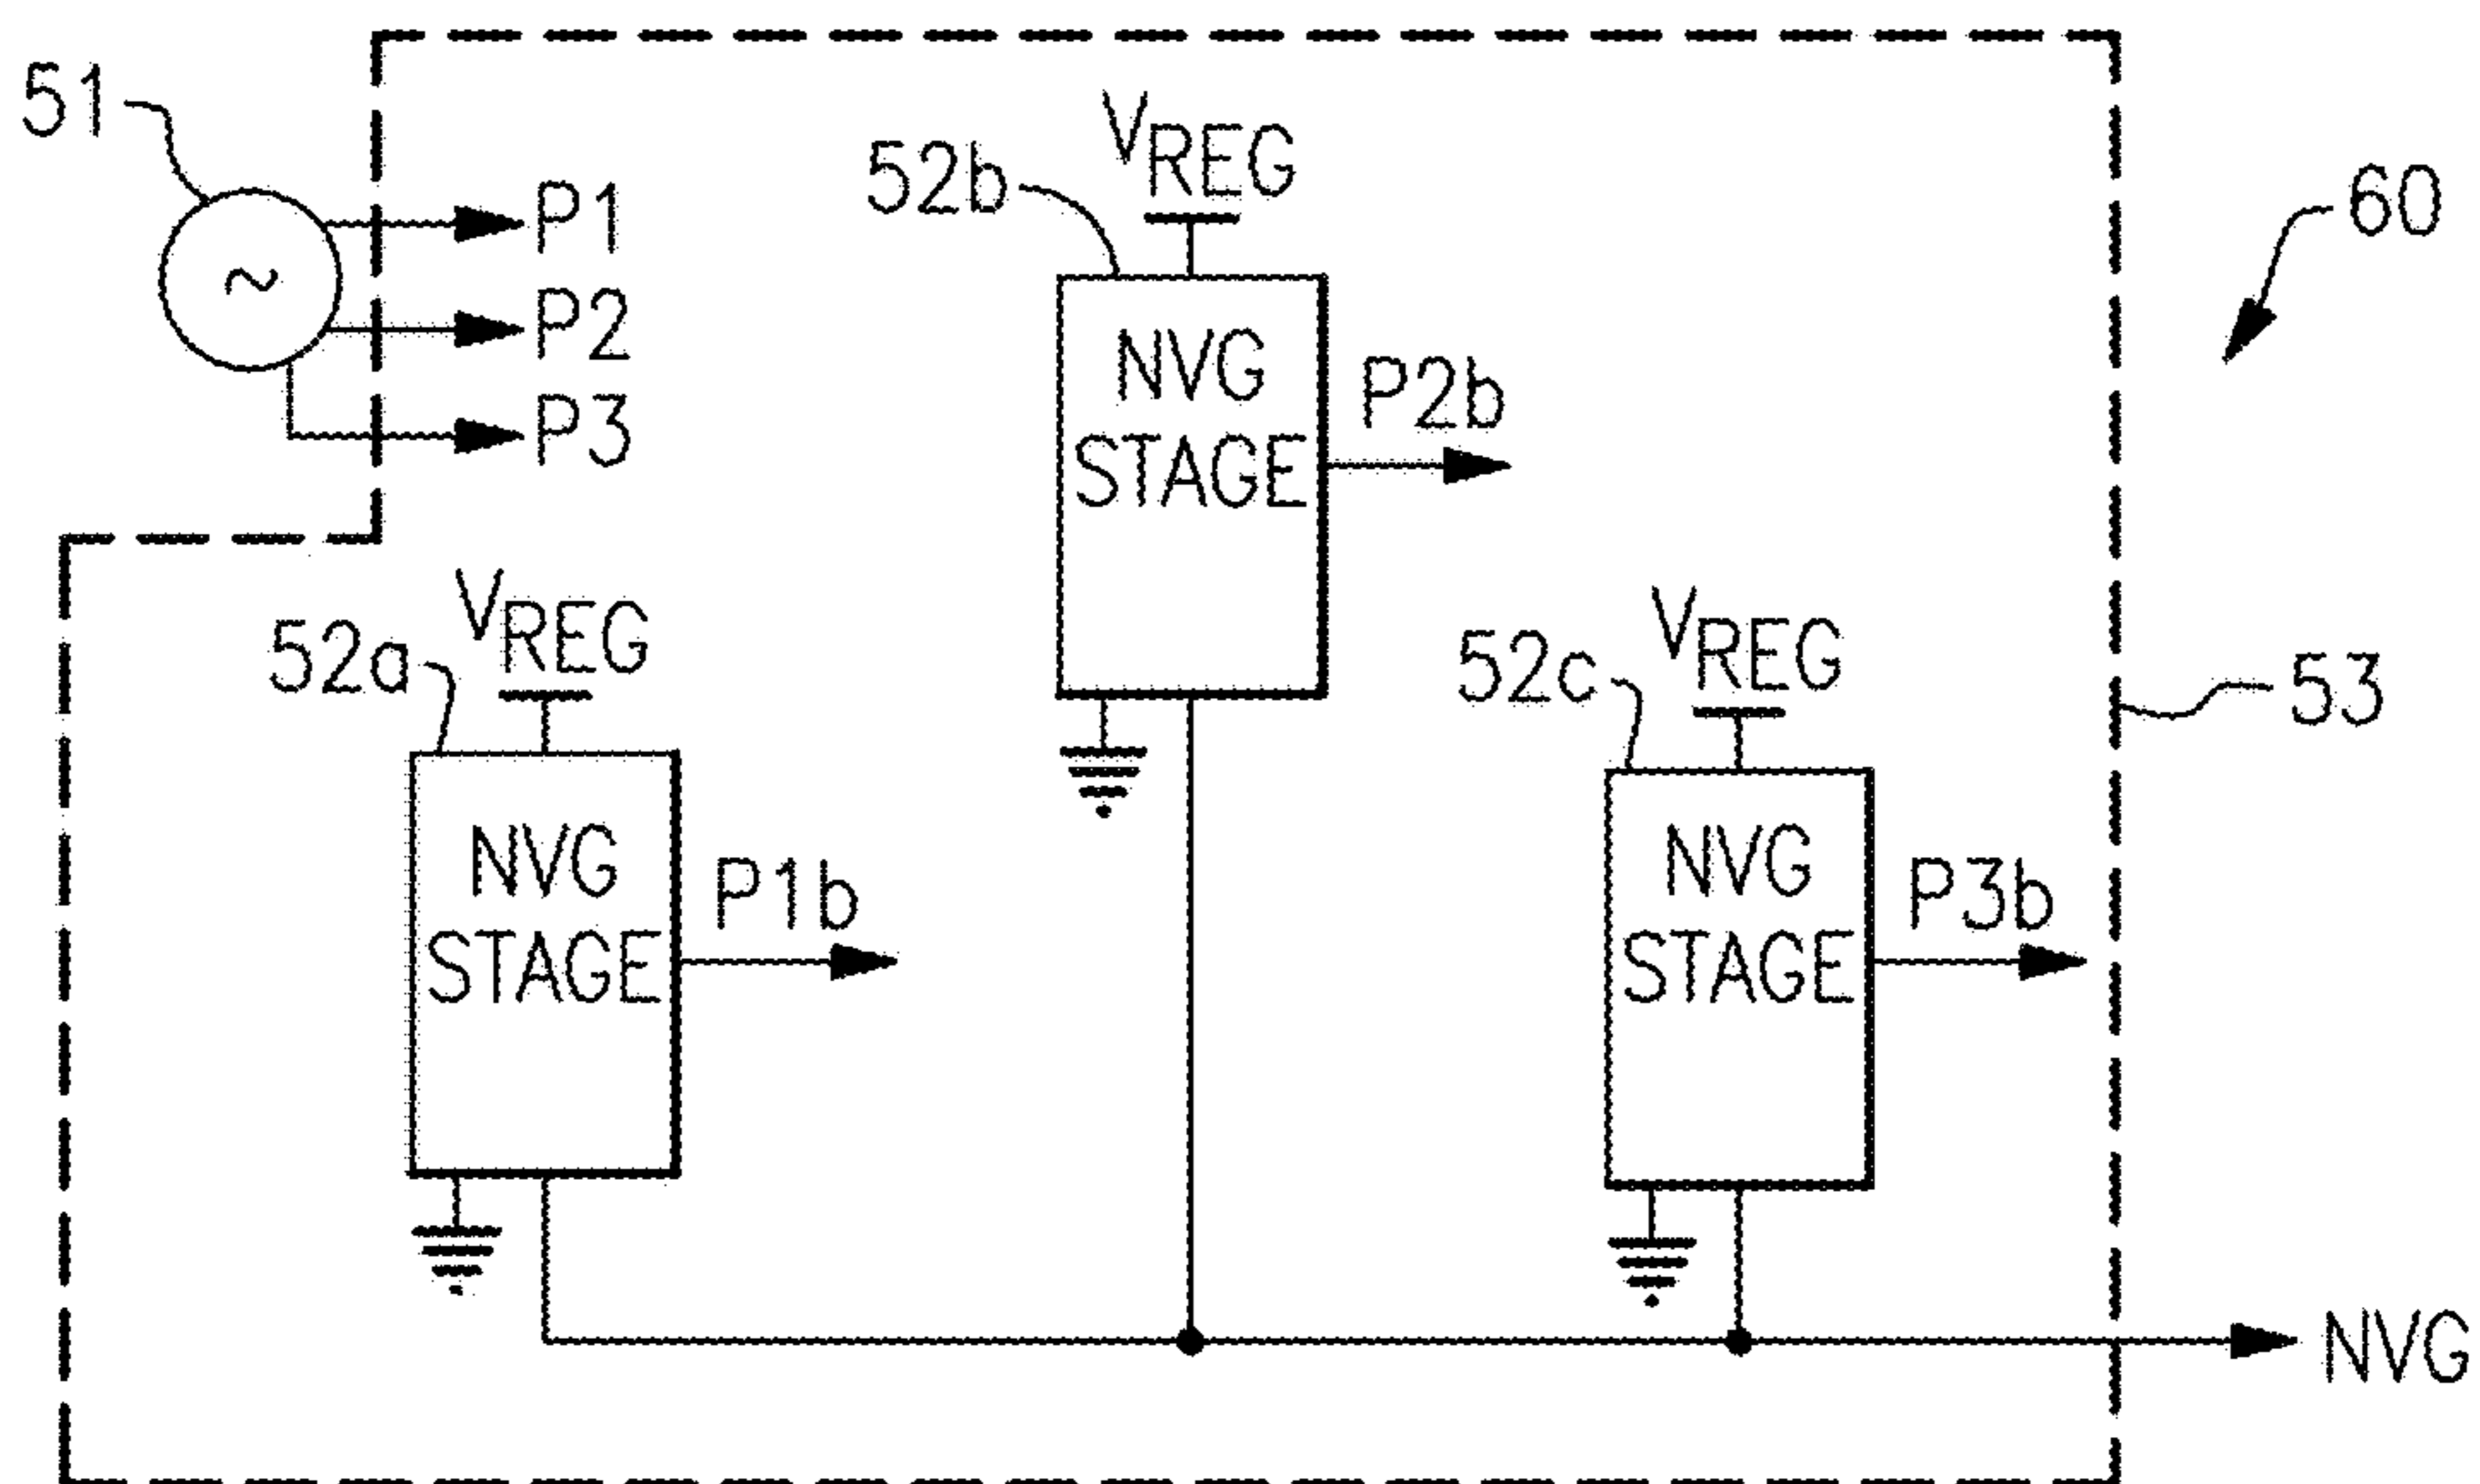 51
P1
P2
P3
52b
VREG
NVG
STAGE
P2b
60
52a
VREG
NVG
STAGE
P1b
52c
VREG
NVG
STAGE
P3b
53
NVG